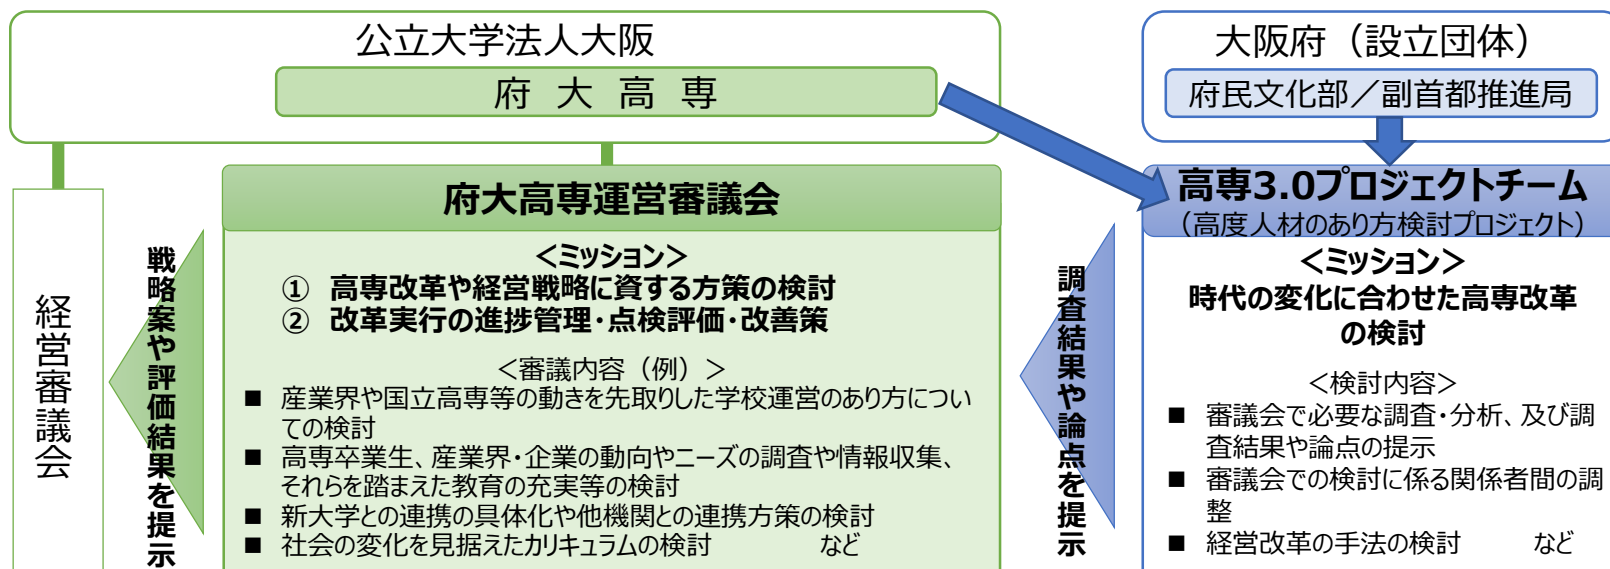 公立大学法人大阪
府大高専
大阪府（設立団体）
府民文化部／副首都推進局
経営審議会
戦略案や評価結果を提示
府大高専運営審議会
＜ミッション＞
① 高専改革や経営戦略に資する方策の検討
② 改革実行の進捗管理・点検評価・改善策
＜審議内容（例）＞
■ 産業界や国立高専等の動きを先取りした学校運営のあり方につい
ての検討
■ 高専卒業生、産業界・企業の動向やニーズの調査や情報収集、
それらを踏まえた教育の充実等の検討
■ 新大学との連携の具体化や他機関との連携方策の検討
■ 社会の変化を見据えたカリキュラムの検討 など
調査結果や論点を提示
高専3.0プロジェクトチーム
（高度人材のあり方検討プロジェクト）
＜ミッション＞
時代の変化に合わせた高専改革
の検討
＜検討内容＞
■ 審議会で必要な調査・分析、及び調
査結果や論点の提示
■ 審議会での検討に係る関係者間の調
整
■ 経営改革の手法の検討 など